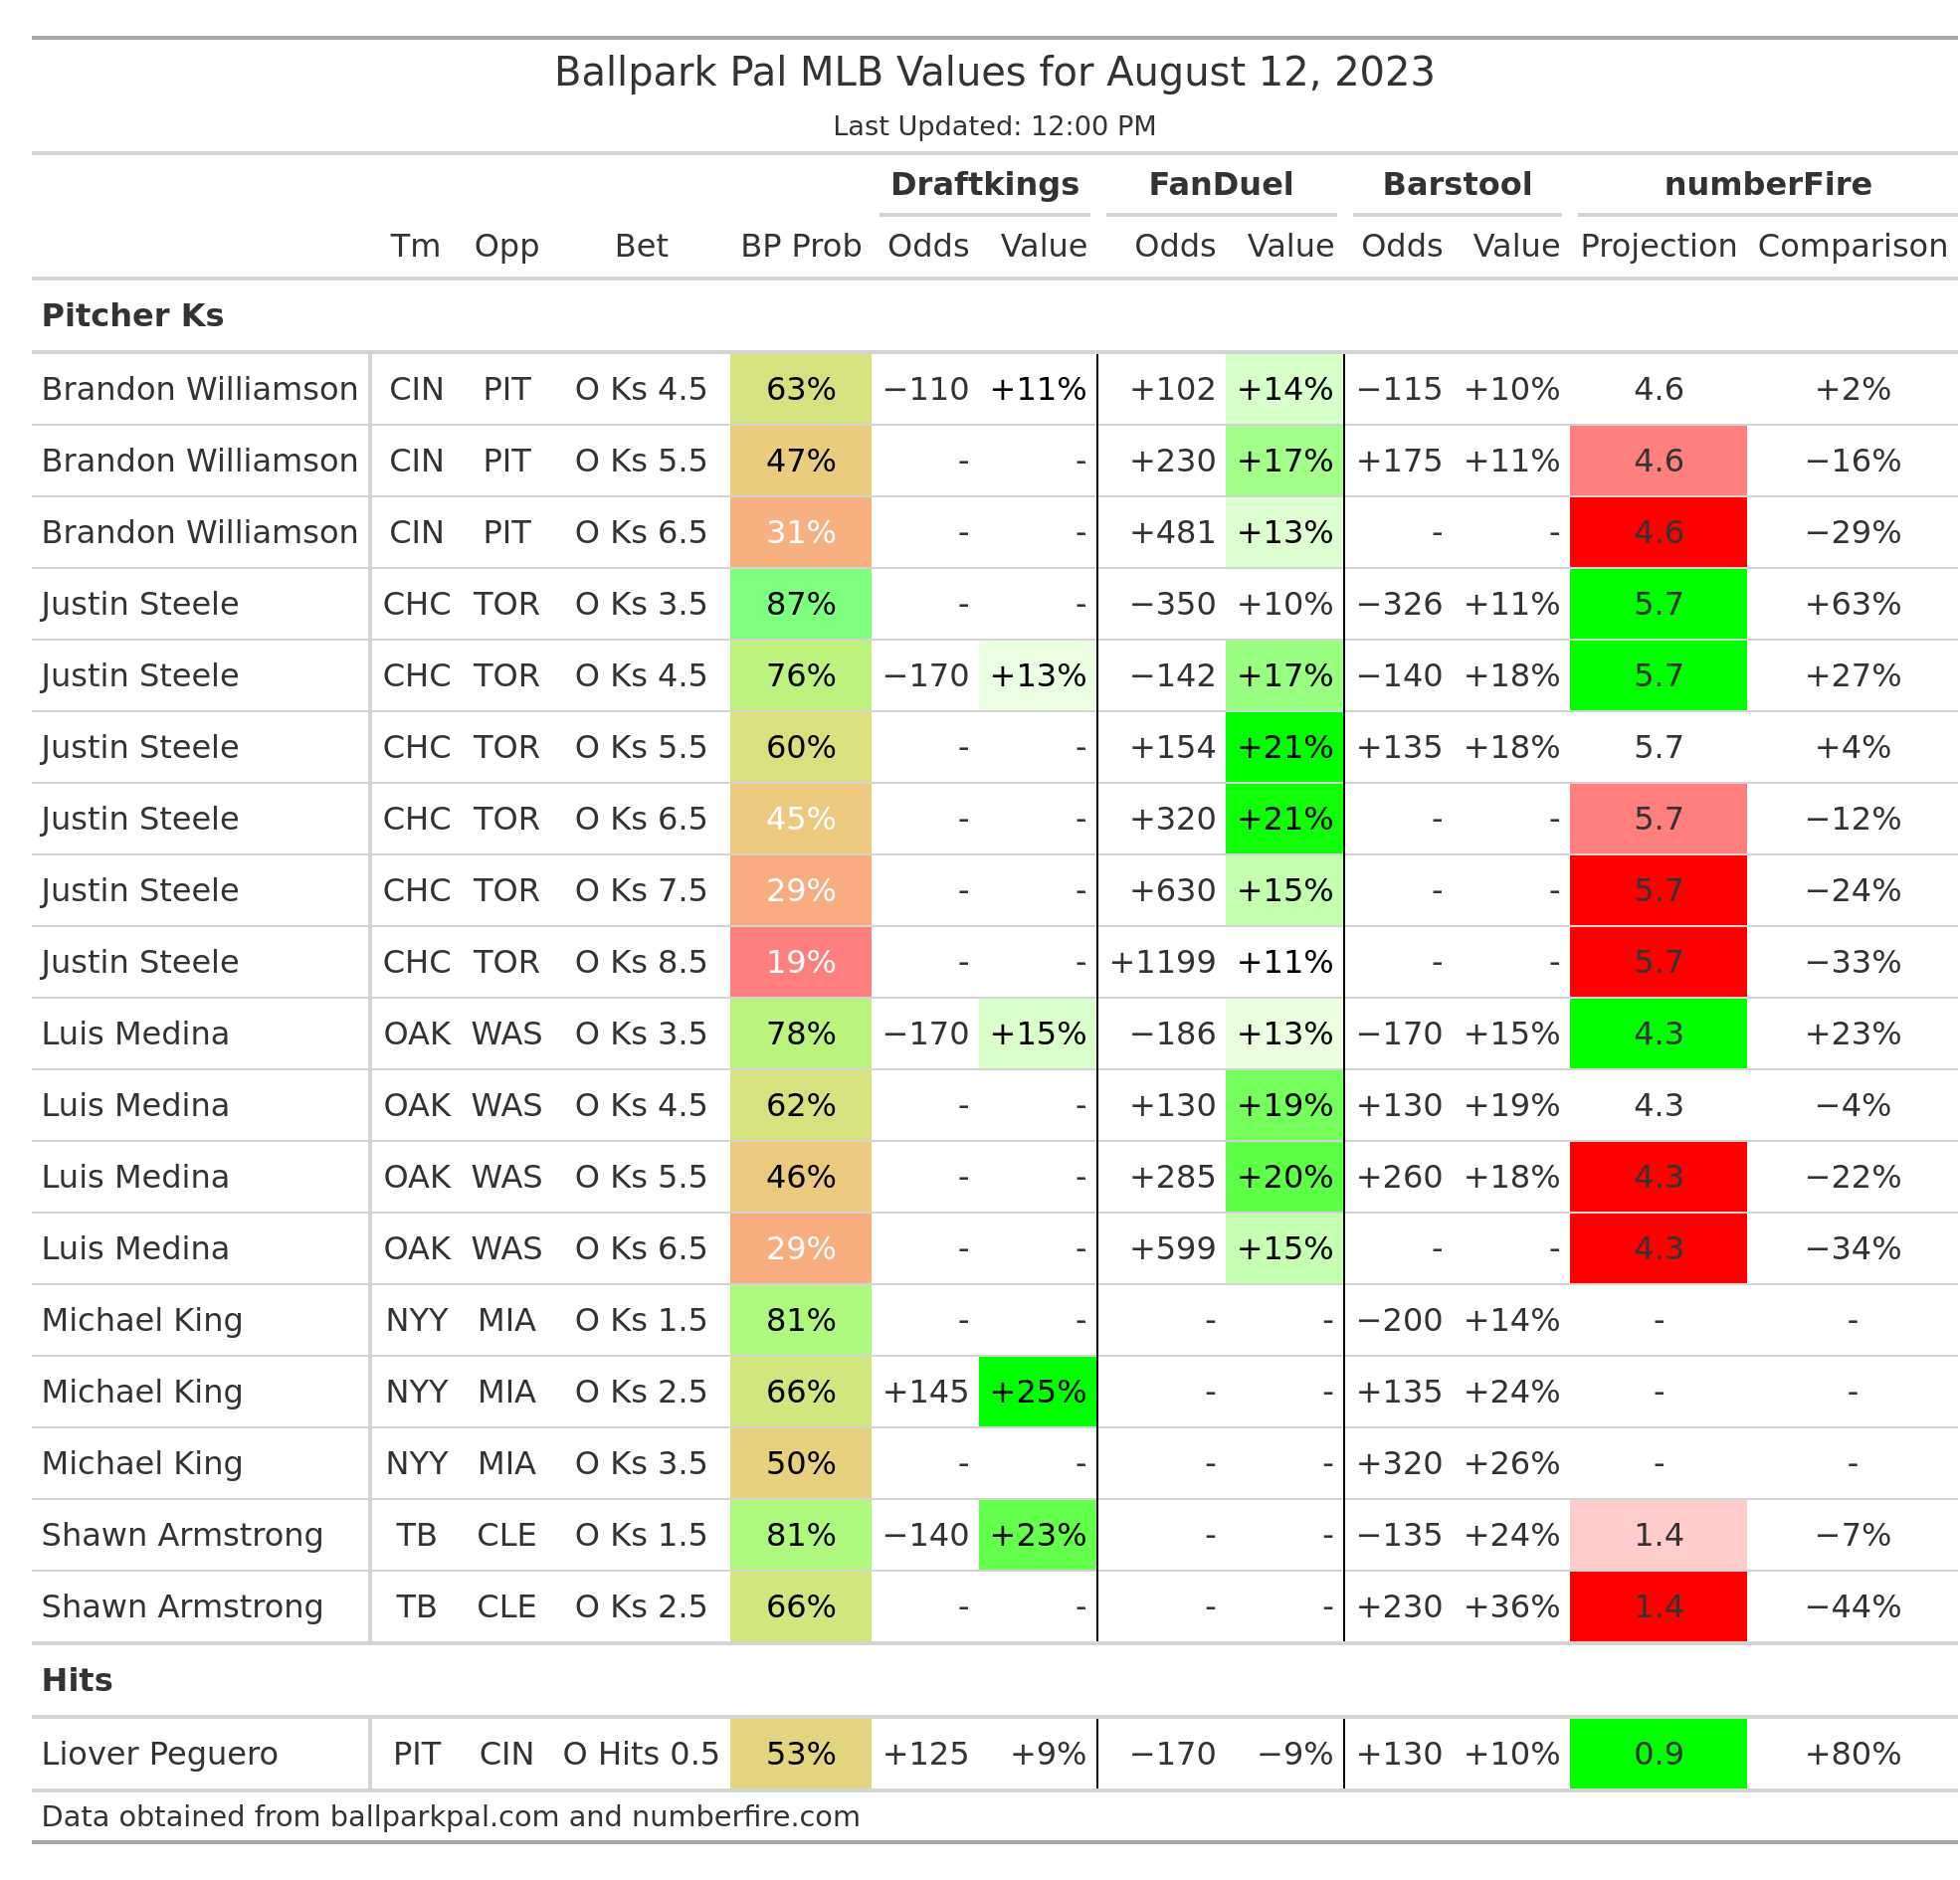 Ballpark Pal MLB Values for August 12, 2023
Last Updated: 12:00 PM
Draftkings FanDuel Barstool numberFire
Tm Opp Bet BP Prob Odds Value Odds Value Odds Value Projection Comparison
Pitcher Ks
Brandon Williamson CIN PIT O Ks 4.5 63% −110 +11% +102 +14% −115 +10% 4.6 +2%
Brandon Williamson CIN PIT O Ks 5.5 47% - - +230 +17% +175 +11% 4.6 −16%
Brandon Williamson CIN PIT O Ks 6.5 31% - - +481 +13% - - 4.6 −29%
Justin Steele CHC TOR O Ks 3.5 87% - - −350 +10% −326 +11% 5.7 +63%
Justin Steele CHC TOR O Ks 4.5 76% −170 +13% −142 +17% −140 +18% 5.7 +27%
Justin Steele CHC TOR O Ks 5.5 60% - - +154 +21% +135 +18% 5.7 +4%
Justin Steele CHC TOR O Ks 6.5 45% - - +320 +21% - - 5.7 −12%
Justin Steele CHC TOR O Ks 7.5 29% - - +630 +15% - - 5.7 −24%
Justin Steele CHC TOR O Ks 8.5 19% - - +1199 +11% - - 5.7 −33%
Luis Medina OAK WAS O Ks 3.5 78% −170 +15% −186 +13% −170 +15% 4.3 +23%
Luis Medina OAK WAS O Ks 4.5 62% - - +130 +19% +130 +19% 4.3 −4%
Luis Medina OAK WAS O Ks 5.5 46% - - +285 +20% +260 +18% 4.3 −22%
Luis Medina OAK WAS O Ks 6.5 29% - - +599 +15% - - 4.3 −34%
Michael King NYY MIA O Ks 1.5 81% - - - - −200 +14% - -
Michael King NYY MIA O Ks 2.5 66% +145 +25% - - +135 +24% - -
Michael King NYY MIA O Ks 3.5 50% - - - - +320 +26% - -
Shawn Armstrong TB CLE O Ks 1.5 81% −140 +23% - - −135 +24% 1.4 −7%
Shawn Armstrong TB CLE O Ks 2.5 66% - - - - +230 +36% 1.4 −44%
Hits
Liover Peguero PIT CIN O Hits 0.5 53% +125 +9% −170 −9% +130 +10% 0.9 +80%
Data obtained from ballparkpal.com and numberfire.com